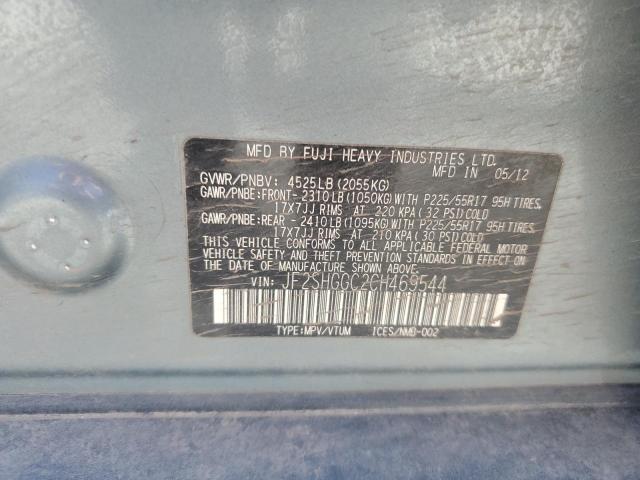 MFD BY FUJI HEAVY INDUSTRIES LTD.
MFD IN 05/12
GVWR/PNBV: 4525LB (2055KG)
GAWR/PNBE:FRONT-2310LB(1050KG)WITH P225/55R17 95H TIRES,
17X7JJ RIMS AT 220 KPA(32 PSI)COLD
GAWR/PNBE:REAR -2410LB(1095KG)WITH P225/55R17 95H TIRES,
17X7JJ RIMS AT 210 KPA(30 PSI)COLD
THIS VEHICLE CONFORMS TO ALL APPLICABLE FEDERAL MOTOR
VEHICLE SAFETY AND THEFT PREVENTION STANDARDS IN EFFECT
ON THE DATE OF MANUFACTURE SHOWN ABOVE.
VIN: JF2SHGGC2CH469544
TYPE:MPV/VTUM ICES/NMB-002